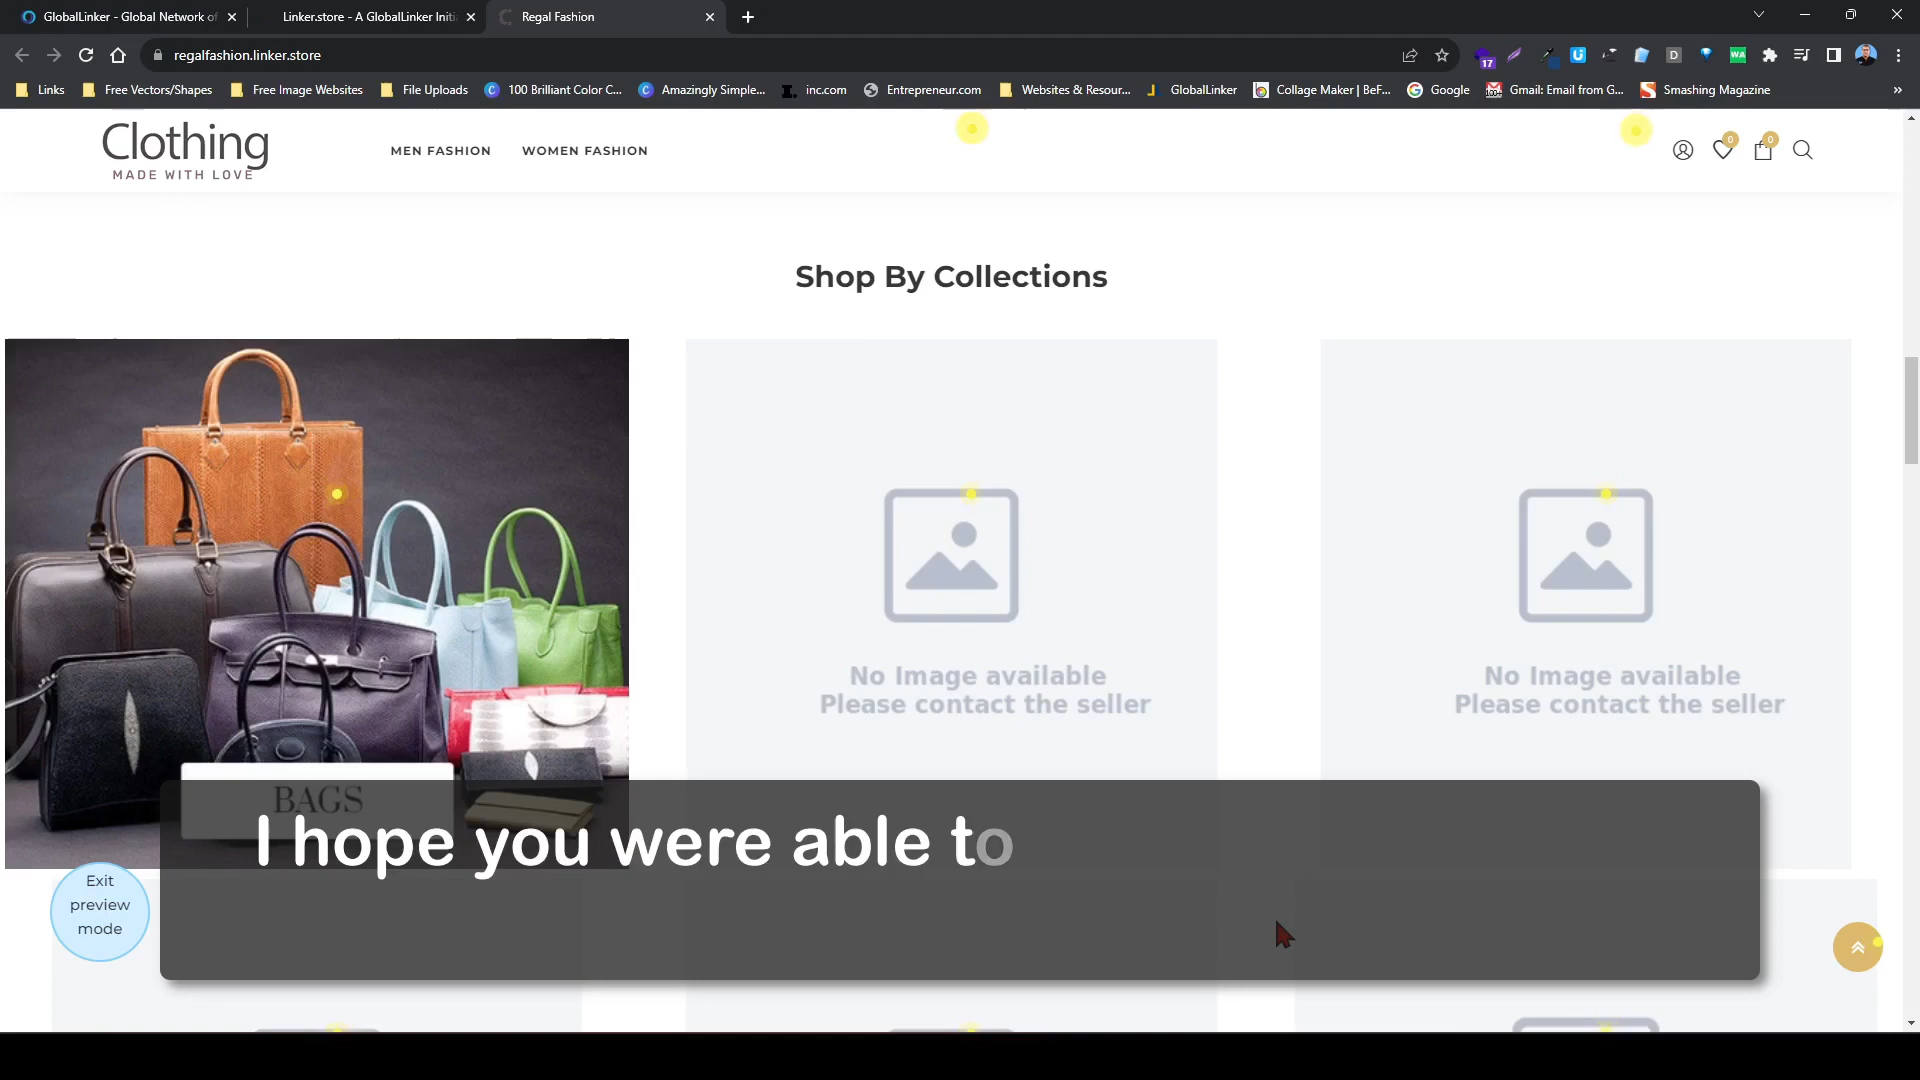 GlobalLinker - Global Network of
Linker.store - A GlobalLinker Initi
Regal Fashion
regalfashion.linker.store
17
D
WA
Links
Free Vectors/Shapes
Free Image Websites
File Uploads
100 Brilliant Color C...
Amazingly Simple...
inc.com
Entrepreneur.com
Websites & Resour...
GlobalLinker
Collage Maker | BeF...
Google
Gmail: Email from G...
Smashing Magazine
»
Clothing
MADE WITH LOVE
MEN FASHION
WOMEN FASHION
0
0
Shop By Collections
No Image available
Please contact the seller
No Image available
Please contact the seller
BAGS
I hope you were able to
Exit
preview
mode